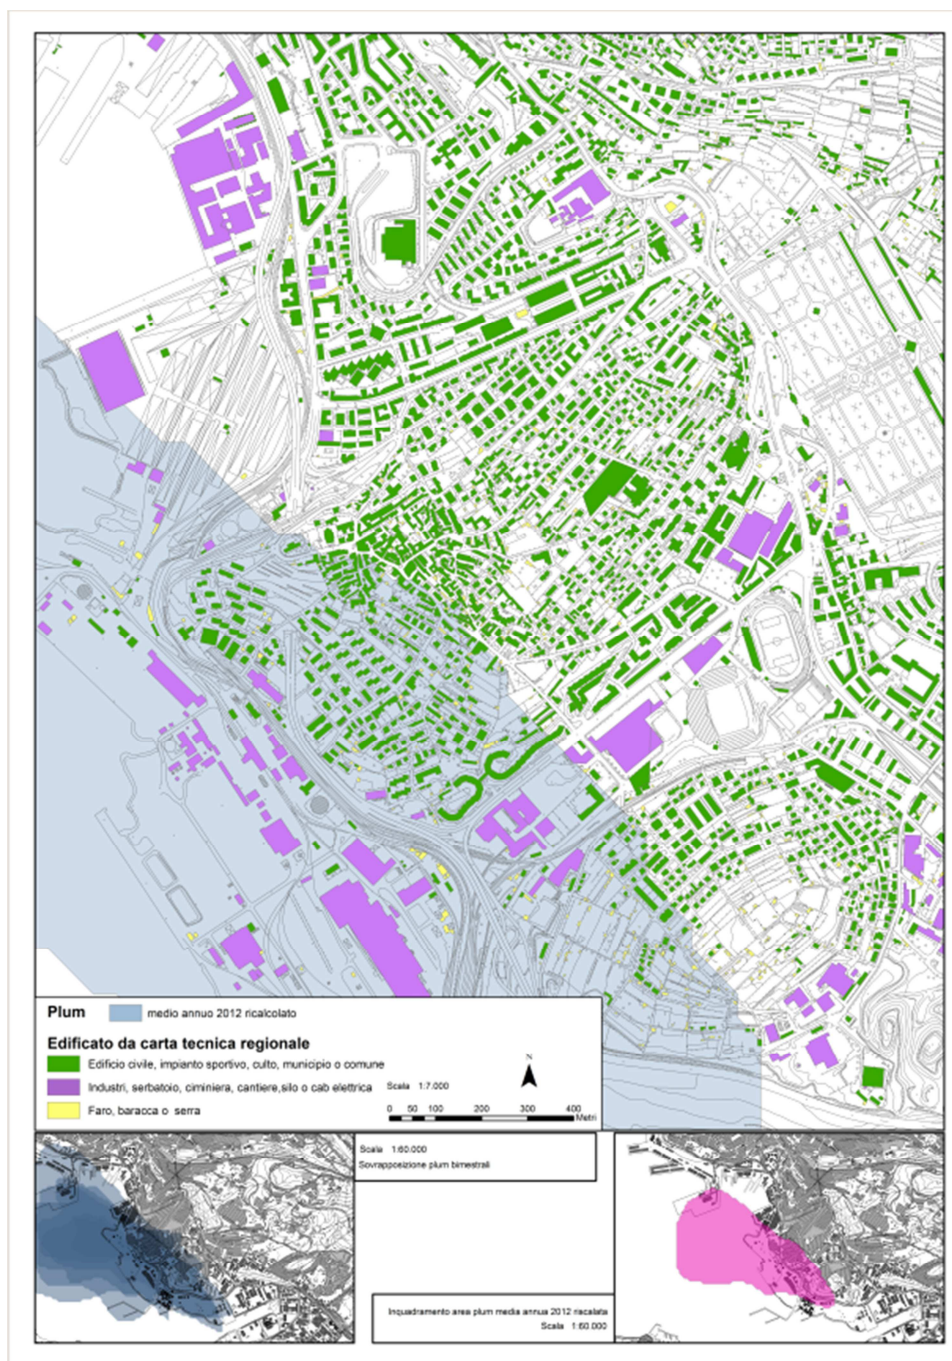 Plum
medio annuo 2012 ricalcolato
Edificato da carta tecnica regionale
Edificio civile, impianto sportivo, culto, municipio o comune
Industri, serbatoio, ciminiera, cantiere,silo o cab elettrica
Faro, baracca o serra
N
Scala 1:7.000
0 50 100 200 300 400
Metri
Scala 1:60.000
Sovrapposizione plum bimestrali
Inquadramento area plum media annua 2012 riscalata
Scala 1:60.000